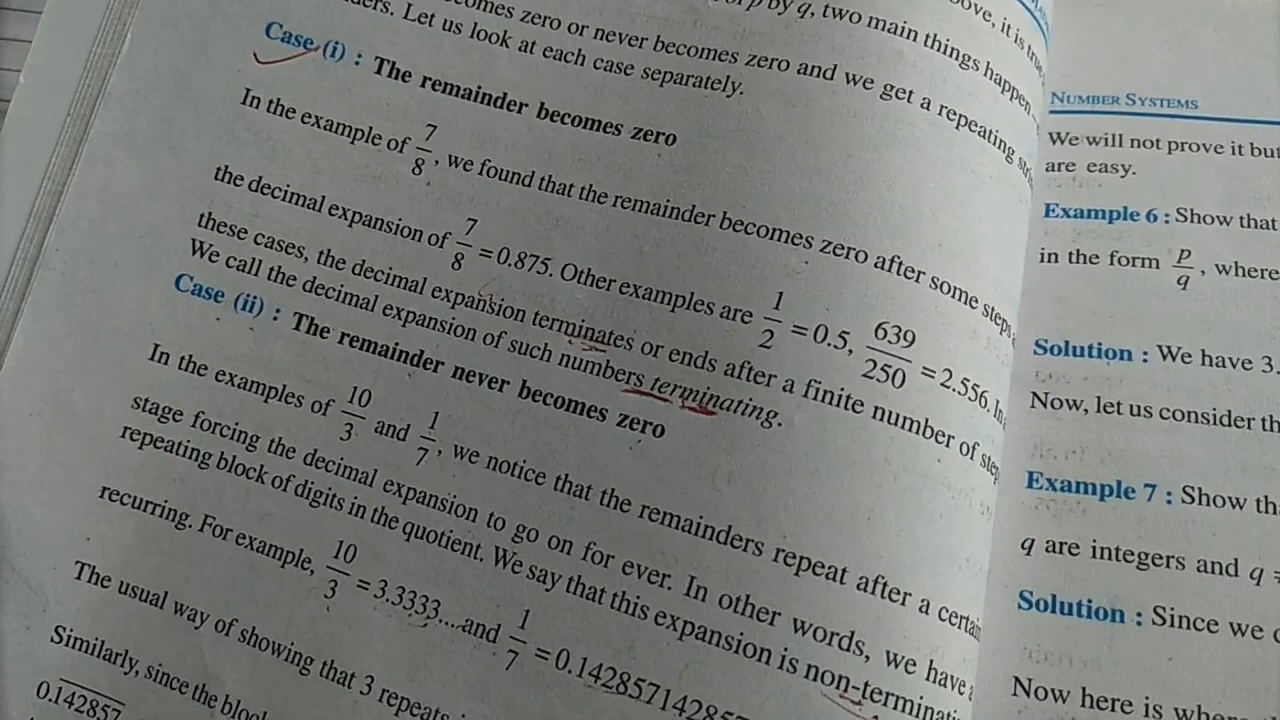 ove, it is true
of p by q, two main things happen
comes zero or never becomes zero and we get a repeating
ders. Let us look at each case separately.
Case (i) : The remainder becomes zero
In the example of 7/8, we found that the remainder becomes zero after some steps
the decimal expansion of 7/8 = 0.875. Other examples are 1/2 = 0.5, 639/250 = 2.556. In
these cases, the decimal expansion terminates or ends after a finite number of step
We call the decimal expansion of such numbers terminating.
Case (ii) : The remainder never becomes zero
In the examples of 10/3 and 1/7, we notice that the remainders repeat after a certain
stage forcing the decimal expansion to go on for ever. In other words, we have a
repeating block of digits in the quotient. We say that this expansion is non-terminati
recurring. For example, 10/3 = 3.3333... and 1/7 = 0.142857142857
The usual way of showing that 3 repeats
Similarly, since the bloc
0.1̅4̅2̅8̅5̅7̅
NUMBER SYSTEMS
We will not prove it but
are easy.
Example 6 : Show that
in the form p/q, where
Solution : We have 3.
Now, let us consider th
Example 7 : Show th
q are integers and q
Solution : Since we
Now here is